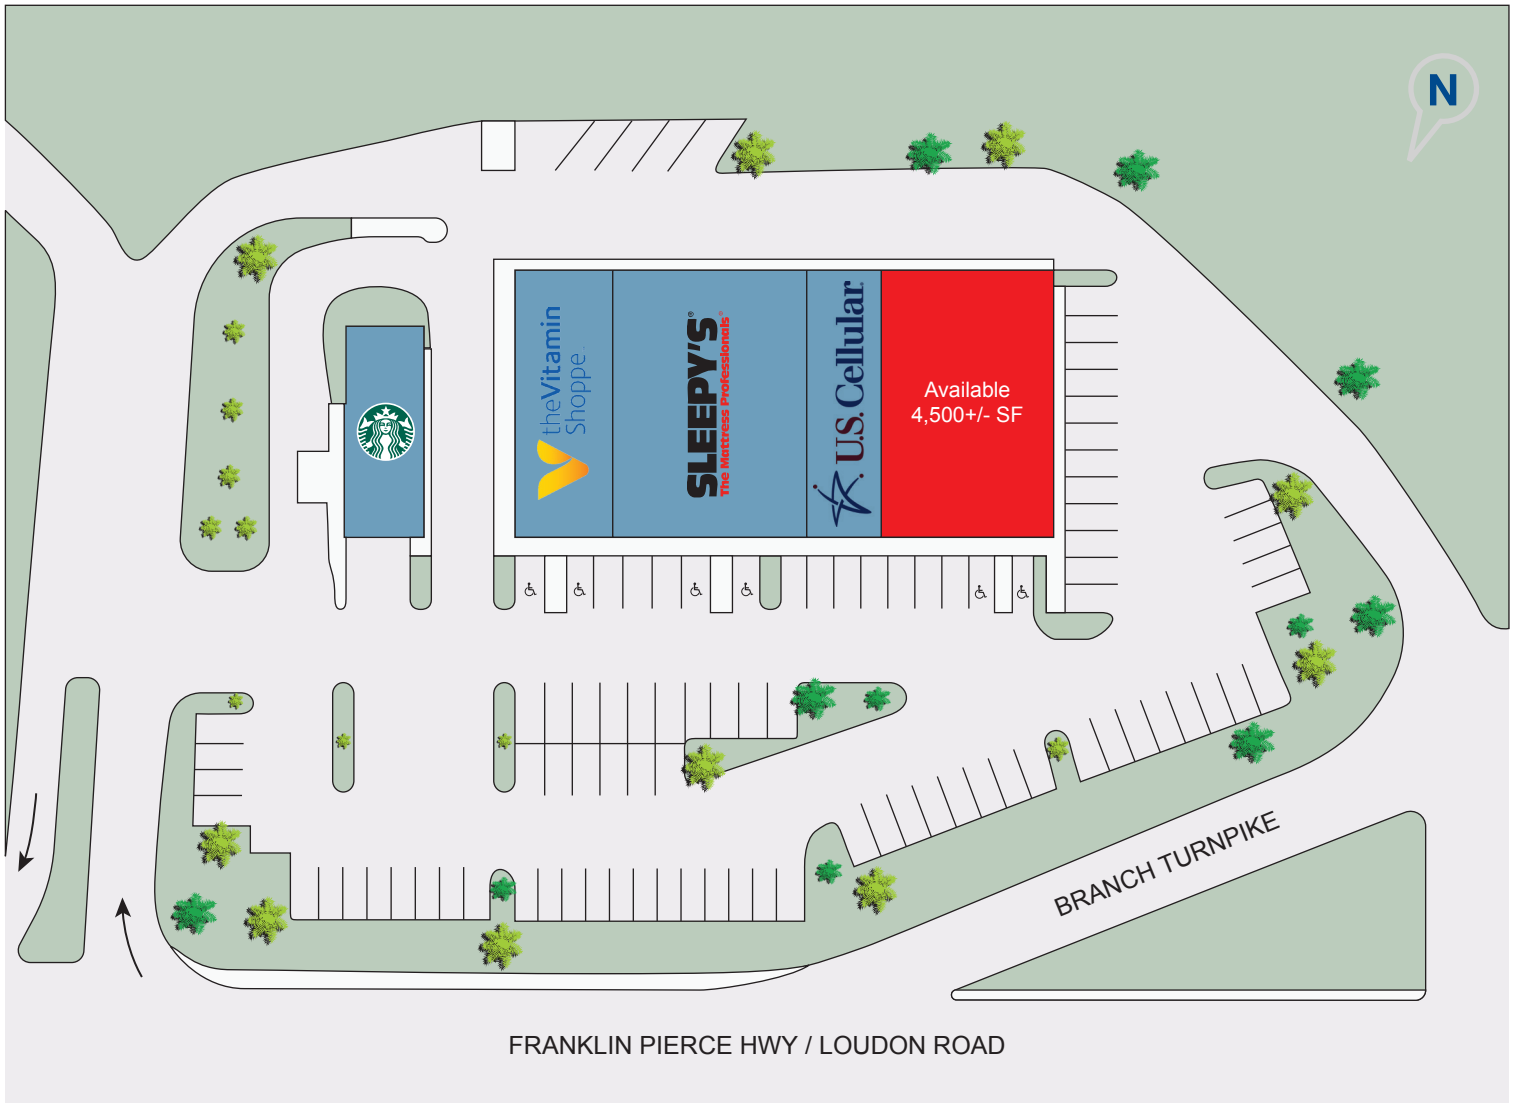 N
theVitamin
Shoppe
SLEEPY'S®
The Mattress Professionals®
U.S. Cellular
Available
4,500+/- SF
BRANCH TURNPIKE
FRANKLIN PIERCE HWY / LOUDON ROAD